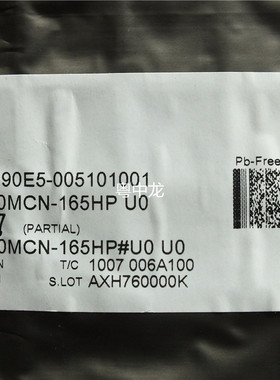 90E5-005101001
0MCN-165HP U0
7 (PARTIAL)
0MCN-165HP#U0 U0
N T/C 1007 006A100
S.LOT AXH760000K
Pb-Free
粤中龙